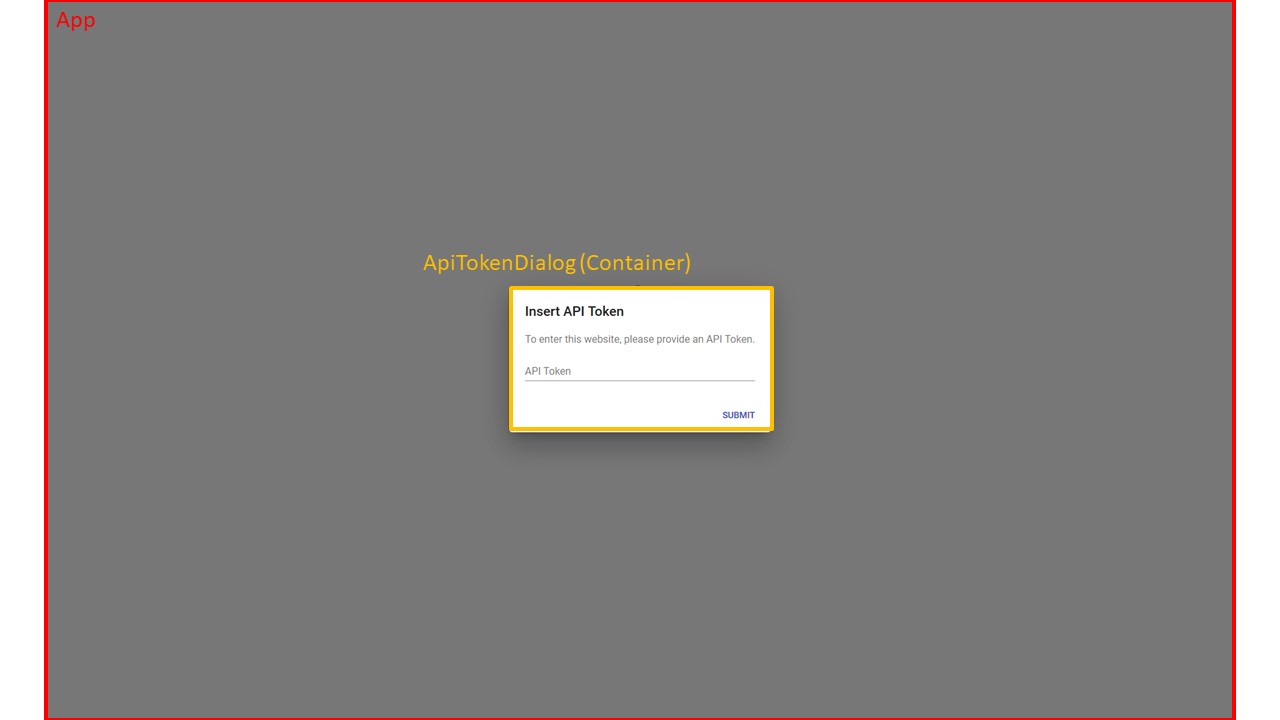 App
ApiTokenDialog (Container)
Insert API Token
To enter this website, please provide an API Token.
API Token
SUBMIT